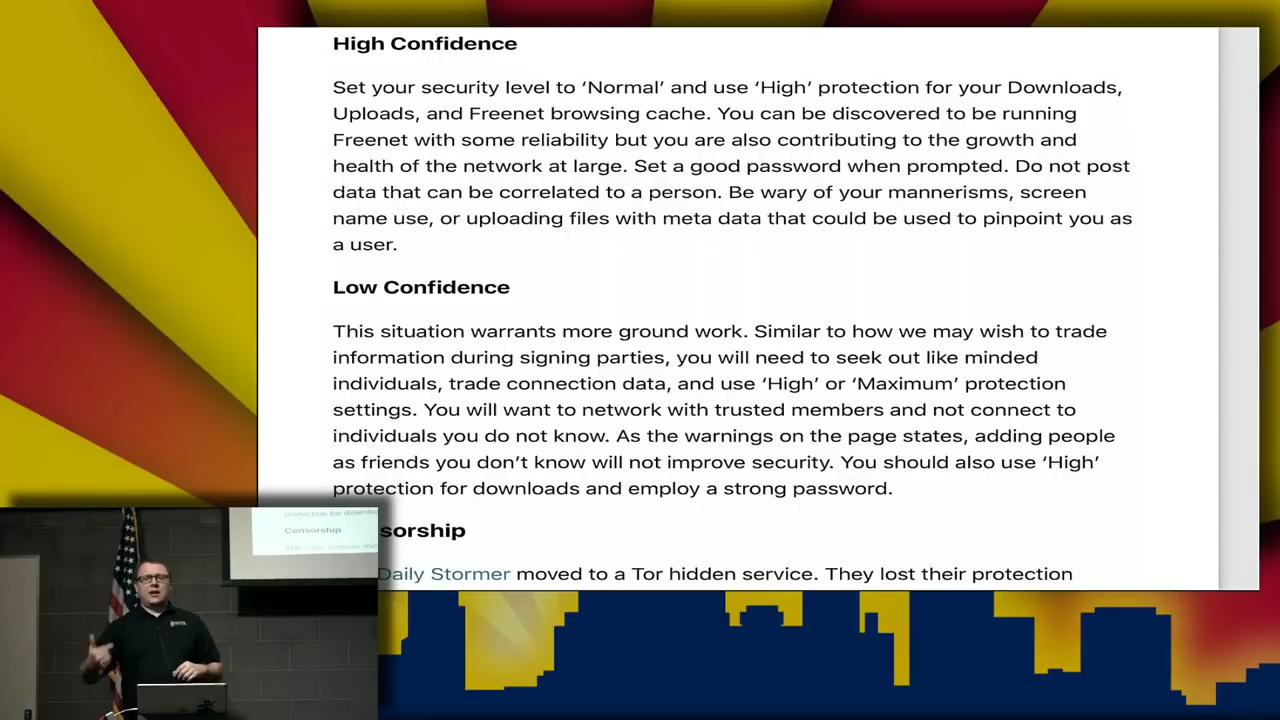 High Confidence
Set your security level to ‘Normal’ and use ‘High’ protection for your Downloads,
Uploads, and Freenet browsing cache. You can be discovered to be running
Freenet with some reliability but you are also contributing to the growth and
health of the network at large. Set a good password when prompted. Do not post
data that can be correlated to a person. Be wary of your mannerisms, screen
name use, or uploading files with meta data that could be used to pinpoint you as
a user.
Low Confidence
This situation warrants more ground work. Similar to how we may wish to trade
information during signing parties, you will need to seek out like minded
individuals, trade connection data, and use ‘High’ or ‘Maximum’ protection
settings. You will want to network with trusted members and not connect to
individuals you do not know. As the warnings on the page states, adding people
as friends you don’t know will not improve security. You should also use ‘High’
protection for downloads and employ a strong password.
sorship
Daily Stormer moved to a Tor hidden service. They lost their protection
protection for downlo
Censorship